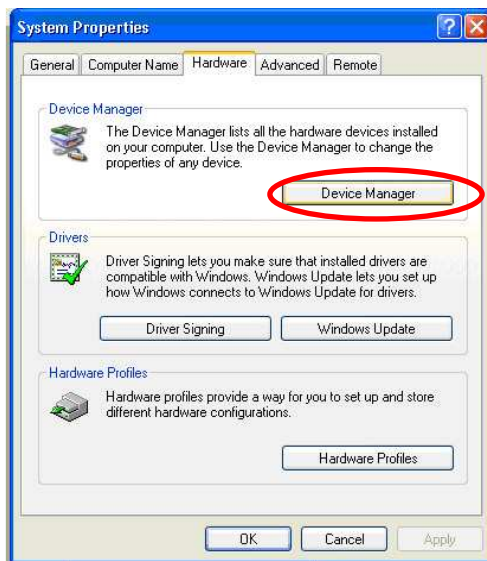 System Properties
General Computer Name Hardware Advanced Remote
Device Manager
The Device Manager lists all the hardware devices installed
on your computer. Use the Device Manager to change the
properties of any device.
Device Manager
Drivers
Driver Signing lets you make sure that installed drivers are
compatible with Windows. Windows Update lets you set up
how Windows connects to Windows Update for drivers.
Driver Signing Windows Update
Hardware Profiles
Hardware profiles provide a way for you to set up and store
different hardware configurations.
Hardware Profiles
OK Cancel Apply